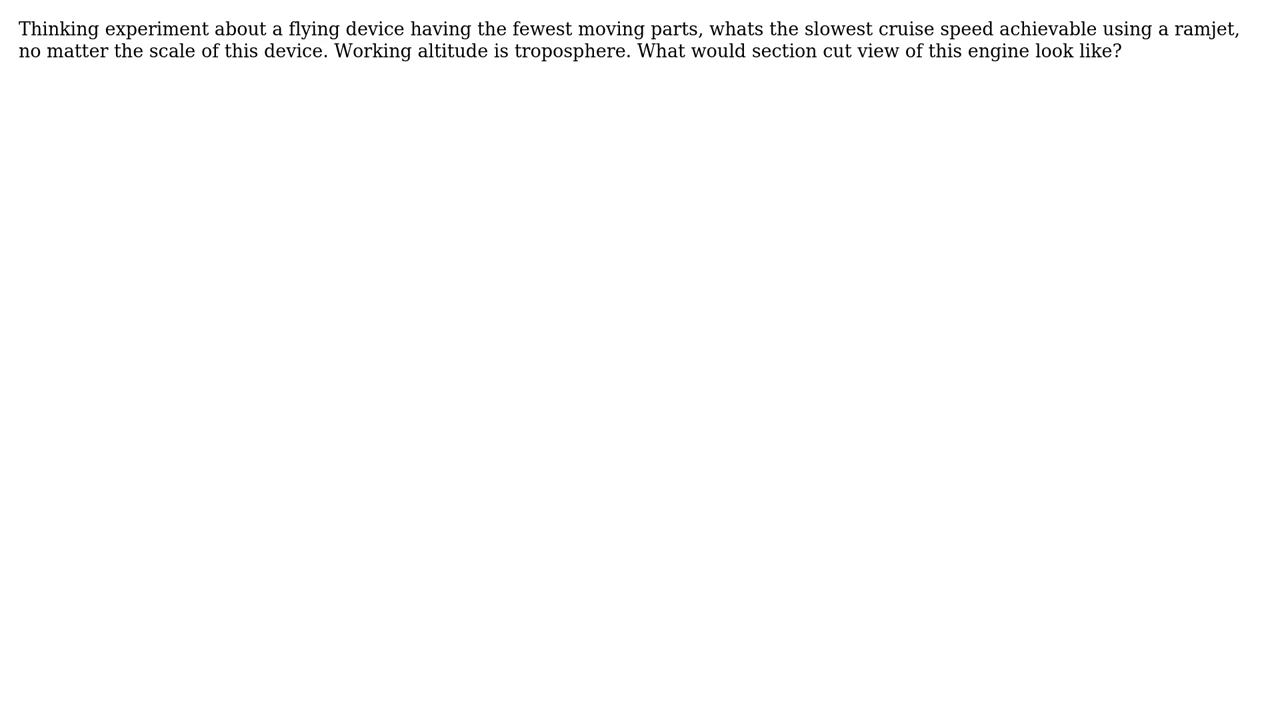 Thinking experiment about a flying device having the fewest moving parts, whats the slowest cruise speed achievable using a ramjet,
no matter the scale of this device. Working altitude is troposphere. What would section cut view of this engine look like?